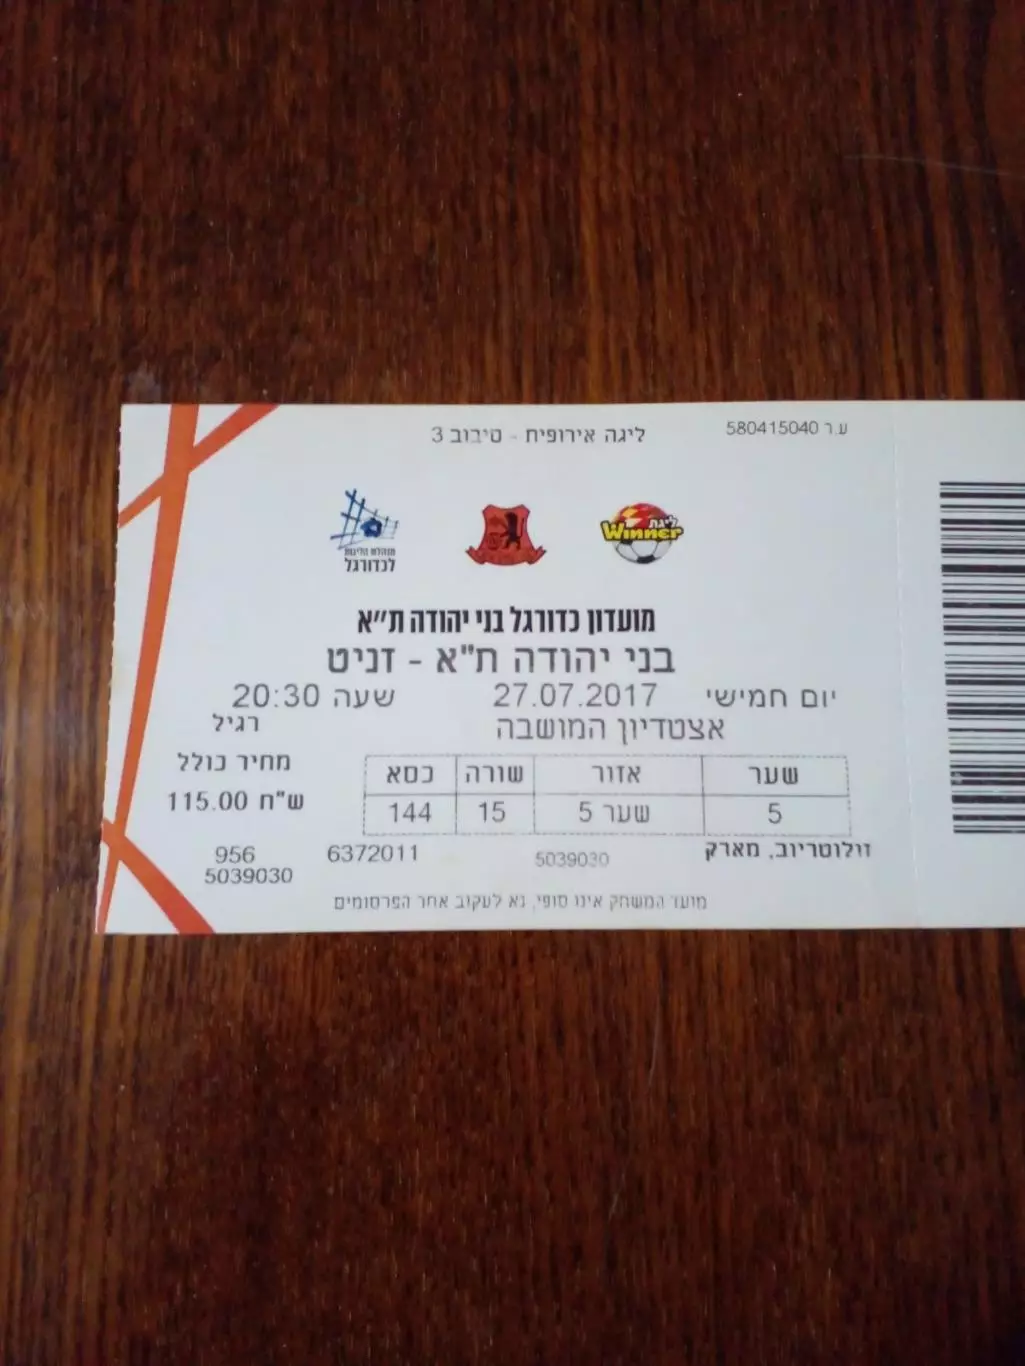 ע.ר 580415040
ליגה אירופית - סיבוב 3
מנהלת הליגות
לכדורגל
ליגת
Winner
מועדון כדורגל בני יהודה ת״א
בני יהודה ת"א - זניט
יום חמישי 27.07.2017 שעה 20:30
אצטדיון המושבה רגיל
שער אזור שורה כסא מחיר כולל
5 שער 5 15 144 115.00 ש"ח
זולוטריוב, מארק 5039030 6372011 956
5039030
מועד המשחק אינו סופי, נא לעקוב אחר הפרסומים